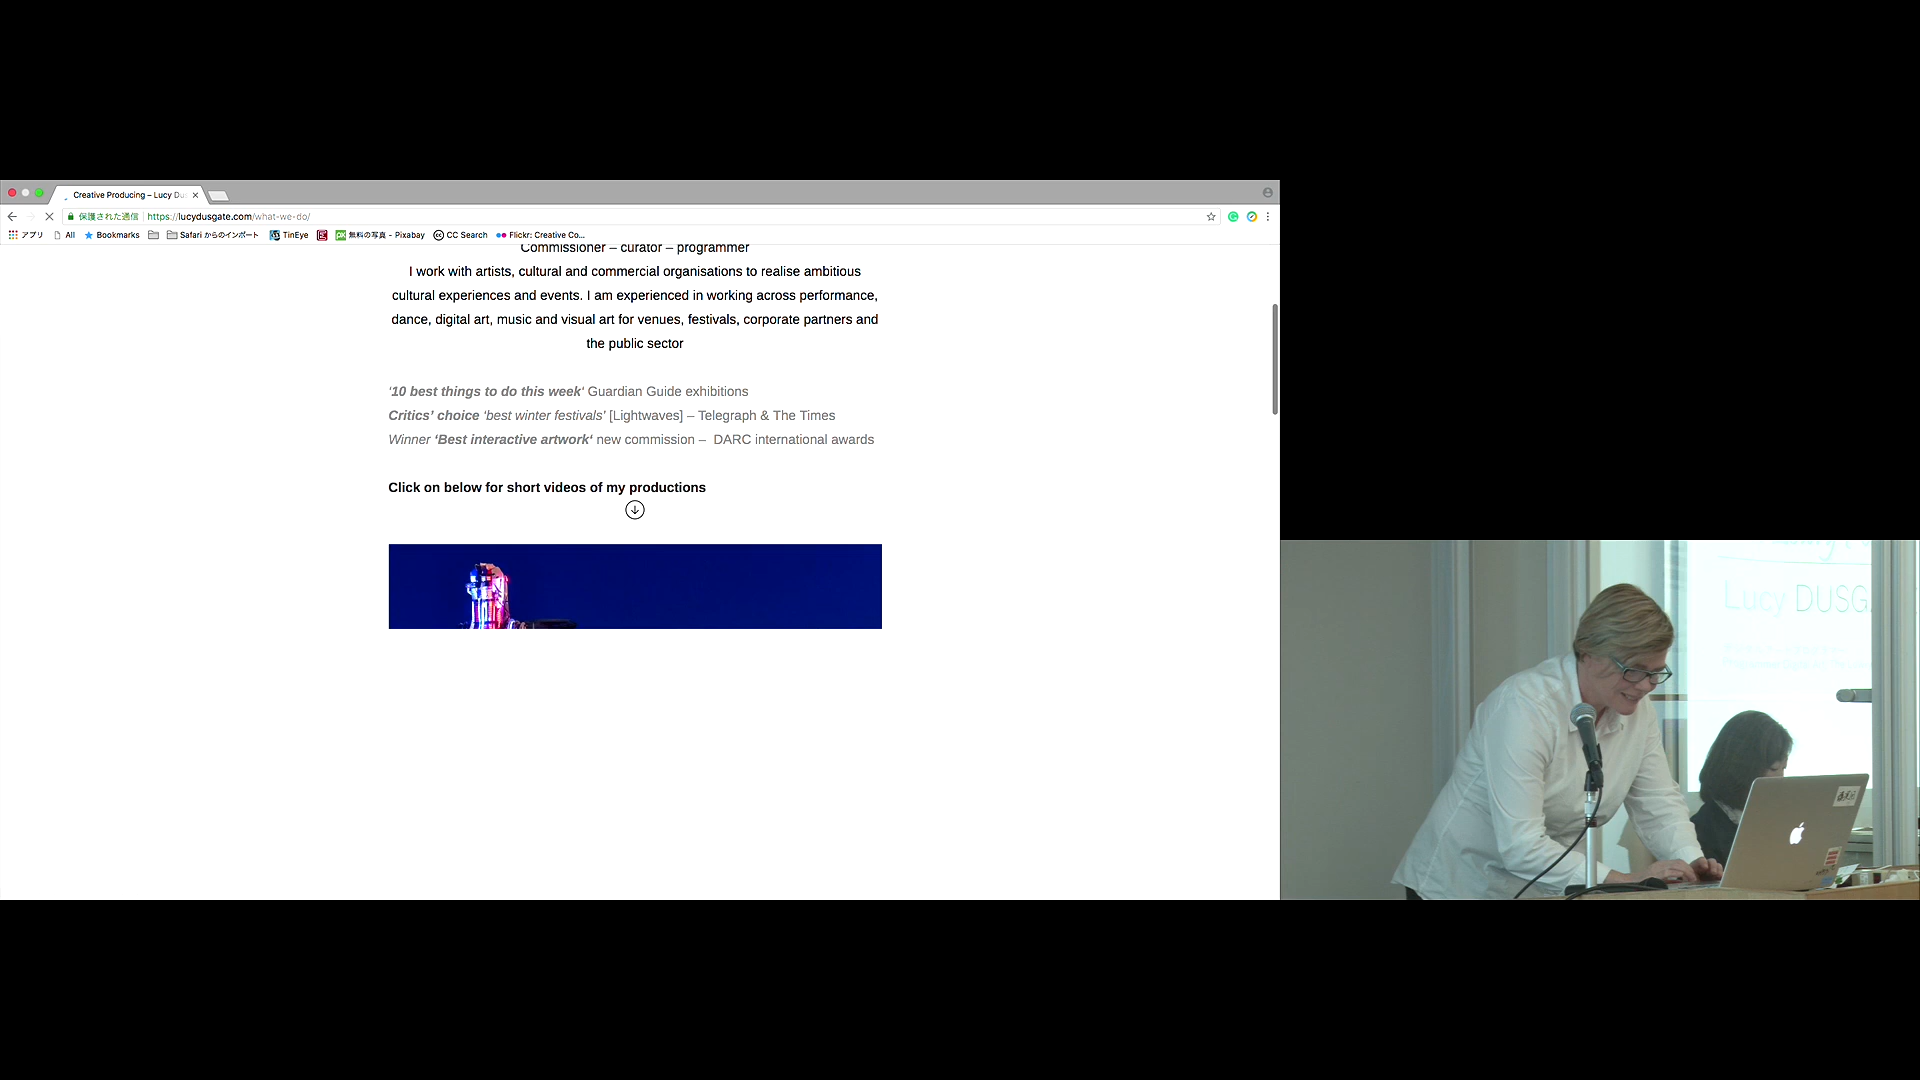 Creative Producing – Lucy Du
保護された通信 https://lucydusgate.com/what-we-do/
アプリ All Bookmarks Safari からのインポート TinEye 無料の写真 - Pixabay CC Search Flickr: Creative Co...
Commissioner – curator – programmer
I work with artists, cultural and commercial organisations to realise ambitious
cultural experiences and events. I am experienced in working across performance,
dance, digital art, music and visual art for venues, festivals, corporate partners and
the public sector
'10 best things to do this week' Guardian Guide exhibitions
Critics' choice 'best winter festivals' [Lightwaves] – Telegraph & The Times
Winner 'Best interactive artwork' new commission – DARC international awards
Click on below for short videos of my productions
Lucy DUSG